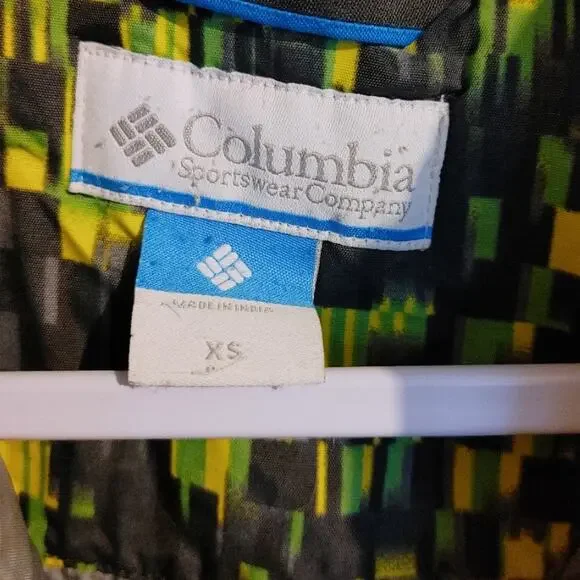 Columbia
Sportswear Company
MADE IN INDIA
XS